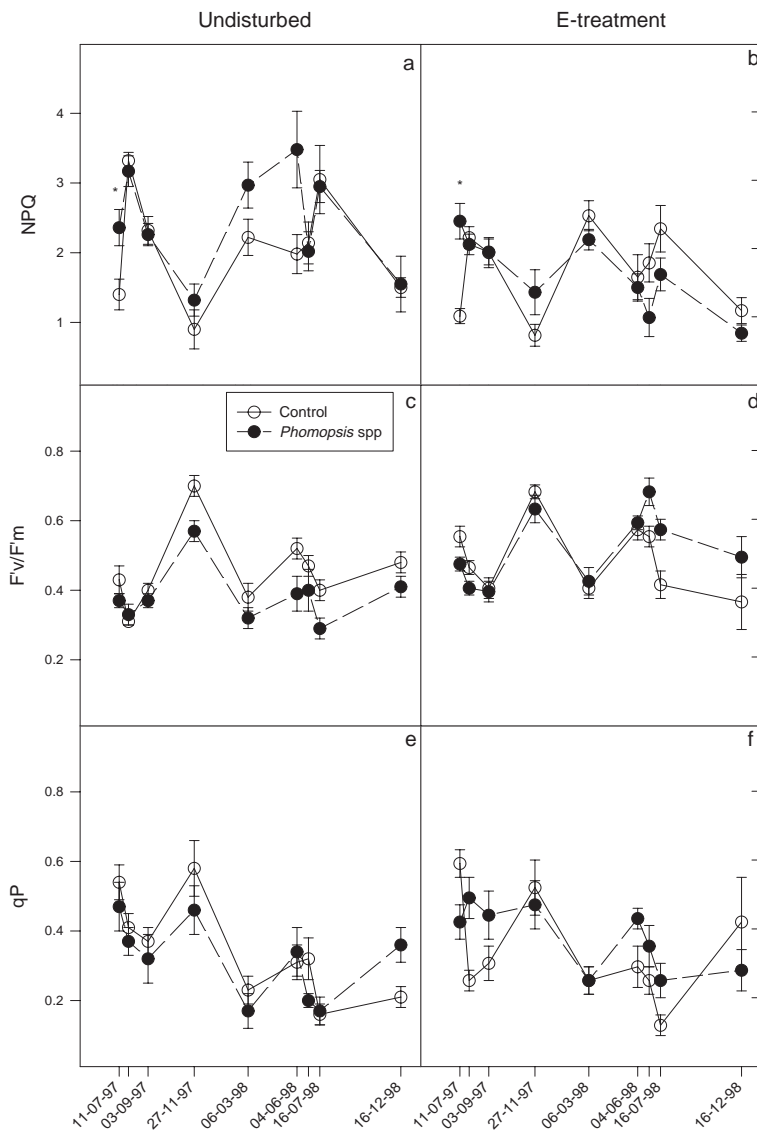 Undisturbed
E-treatment
a
b
4
3
2
1
*
*
NPQ
c
d
Control
Phomopsis spp
0.8
0.6
0.4
0.2
F'v/F'm
e
f
0.8
0.6
0.4
0.2
qP
11-07-97
03-09-97
27-11-97
06-03-98
04-06-98
16-07-98
16-12-98
11-07-97
03-09-97
27-11-97
06-03-98
04-06-98
16-07-98
16-12-98